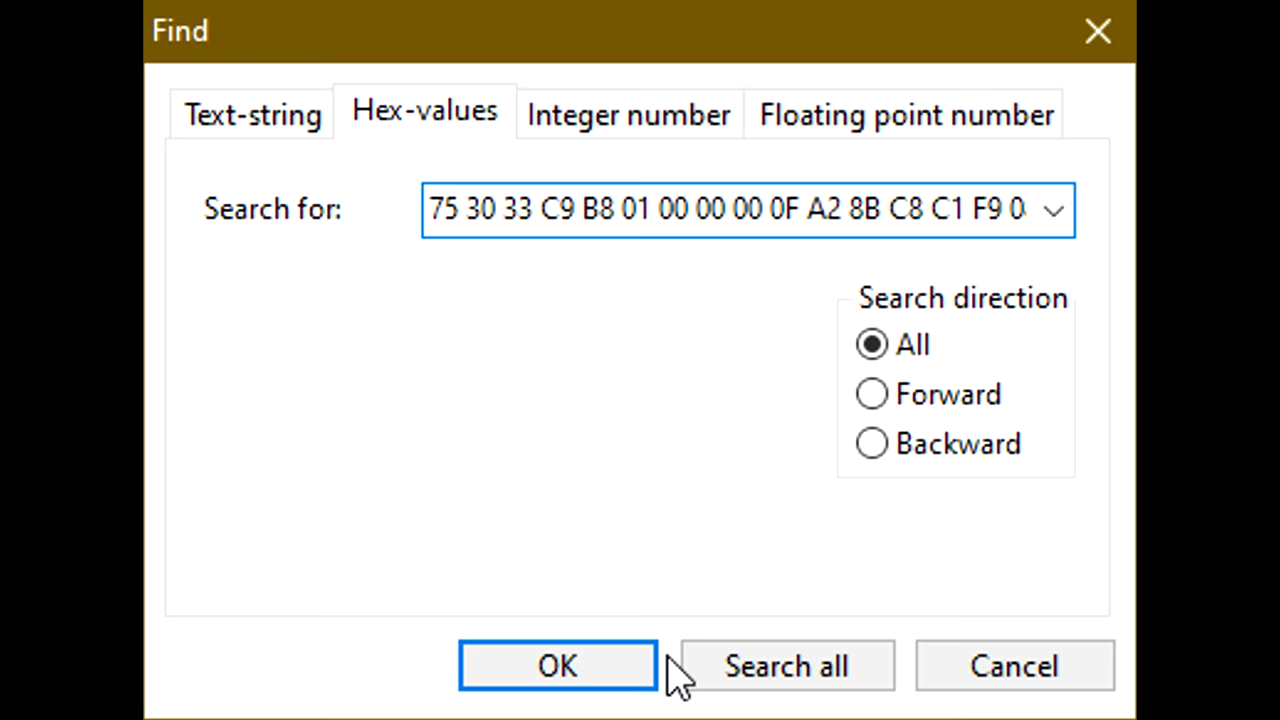 Find
Text-string Hex-values Integer number Floating point number
Search for: 75 30 33 C9 B8 01 00 00 00 0F A2 8B C8 C1 F9 0
Search direction
All
Forward
Backward
OK Search all Cancel